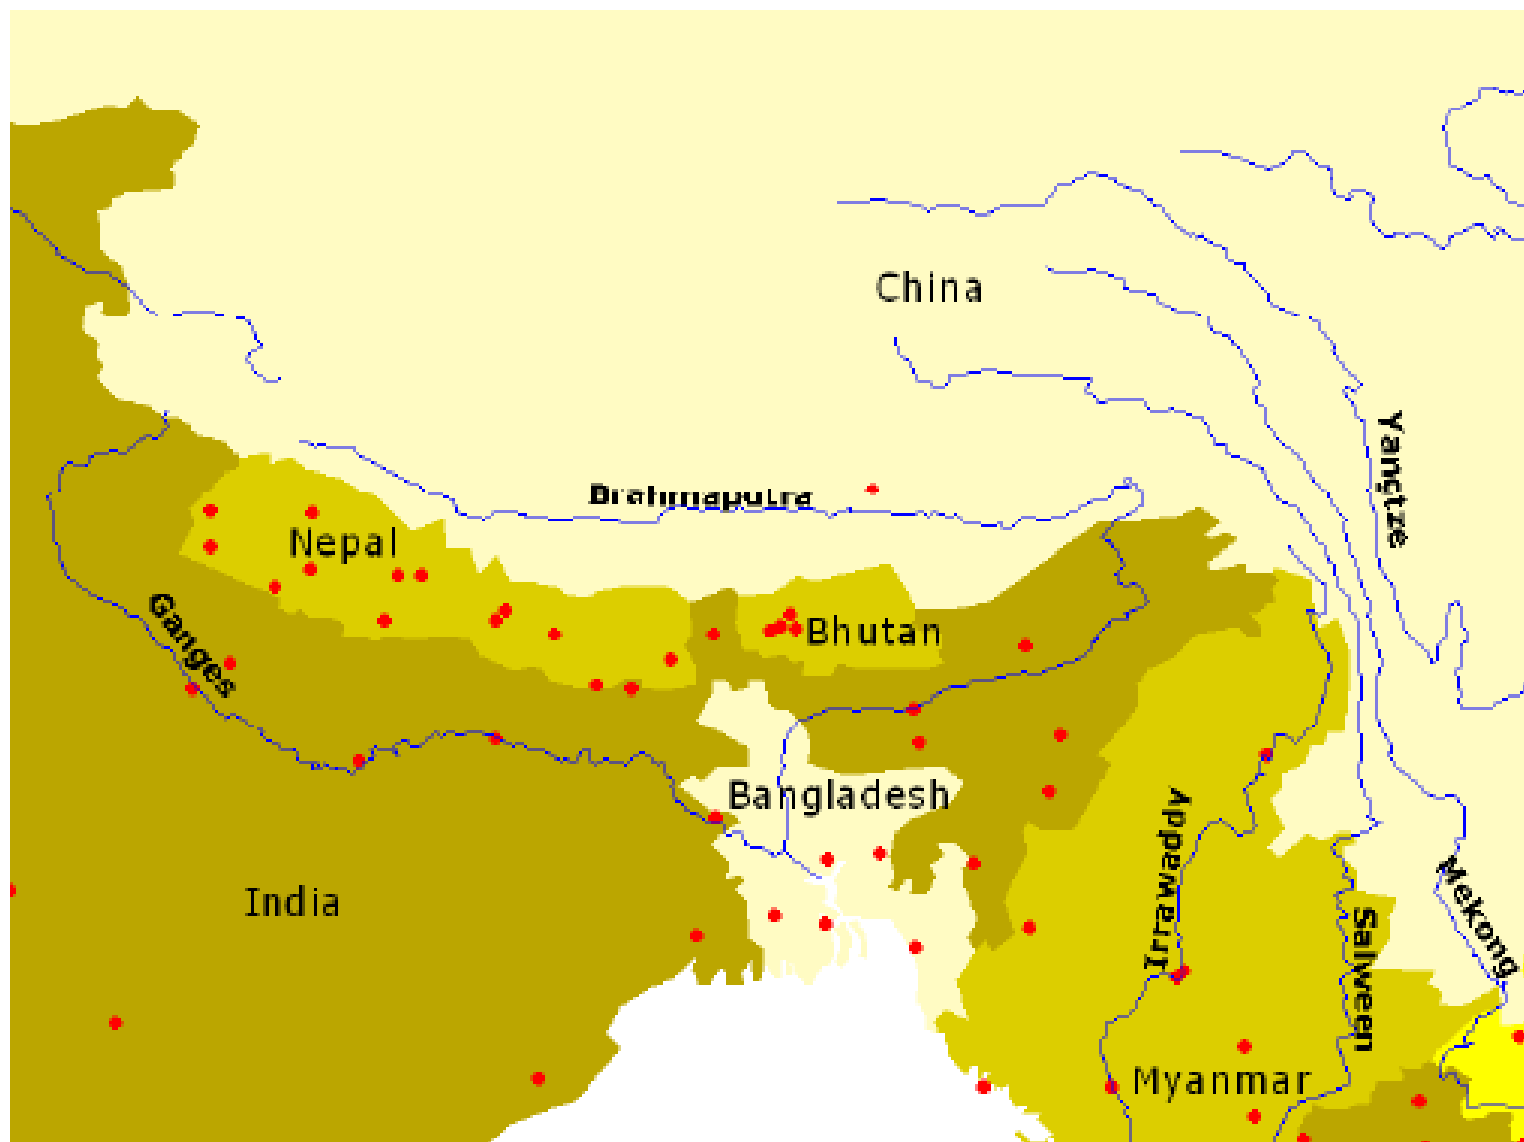 China
Yangtze
Brahmaputra
Nepal
Ganges
Bhutan
Bangladesh
India
Irrawaddy
Mekong
Salween
Myanmar